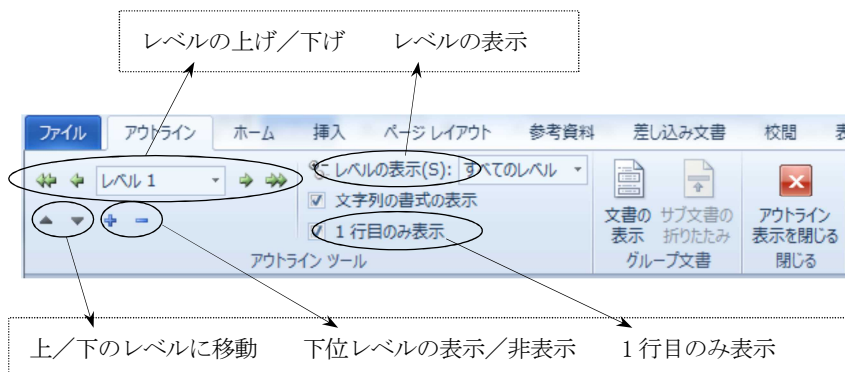 レベルの上げ／下げ レベルの表示
ファイル アウトライン ホーム 挿入 ページ レイアウト 参考資料 差し込み文書 校閲
レベル 1 レベルの表示(S): すべてのレベル
文字列の書式の表示
1 行目のみ表示
文書の表示
サブ文書の折りたたみ
アウトライン表示を閉じる
アウトライン ツール グループ文書 閉じる
上／下のレベルに移動 下位レベルの表示／非表示 1 行目のみ表示